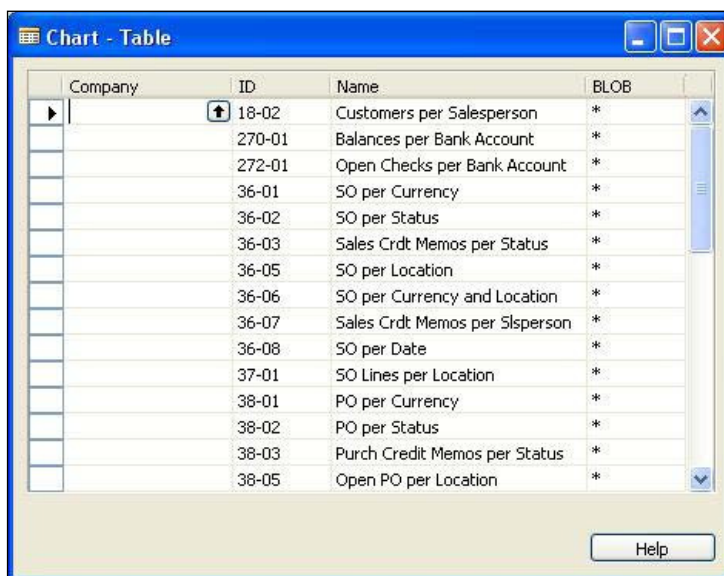 Chart - Table
Company ID Name BLOB
18-02 Customers per Salesperson *
270-01 Balances per Bank Account *
272-01 Open Checks per Bank Account *
36-01 SO per Currency *
36-02 SO per Status *
36-03 Sales Crdt Memos per Status *
36-05 SO per Location *
36-06 SO per Currency and Location *
36-07 Sales Crdt Memos per Slsperson *
36-08 SO per Date *
37-01 SO Lines per Location *
38-01 PO per Currency *
38-02 PO per Status *
38-03 Purch Credit Memos per Status *
38-05 Open PO per Location *
Help